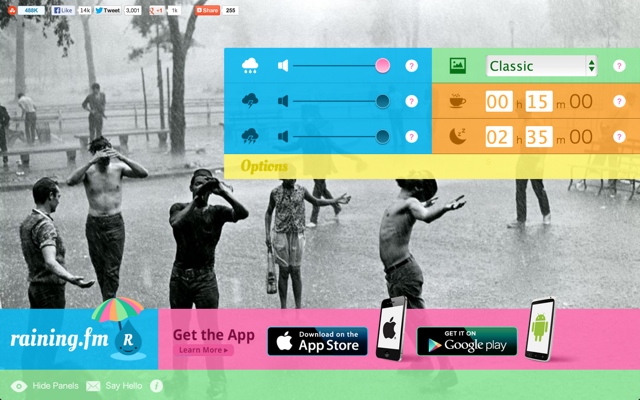 488K
Like
14k
Tweet
3,001
+1
1k
Share
255
?
Classic
?
?
00 h 15 m 00
?
?
02 h 35 m 00
?
Options
raining.fm
R
Get the App
Learn More
Download on the
App Store
GET IT ON
Google play
Hide Panels
Say Hello
i